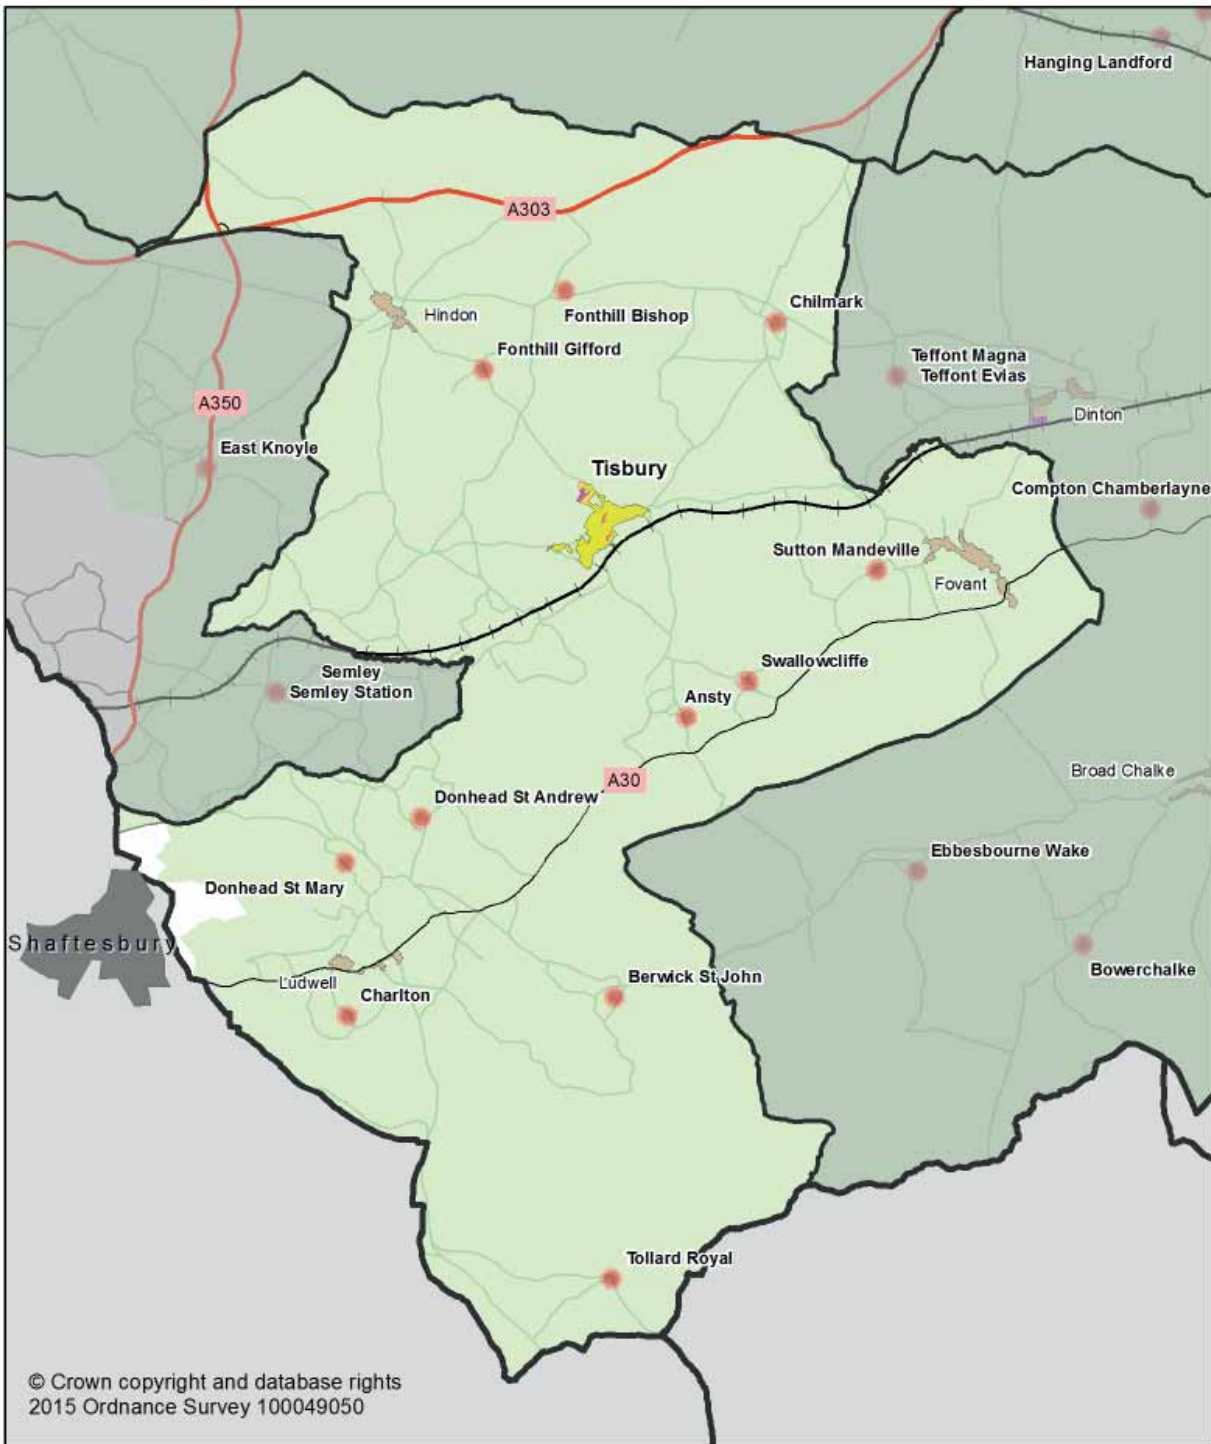 Hanging Landford
A303
Hindon
Fonthill Bishop
Chilmark
Fonthill Gifford
Teffont Magna
Teffont Evias
A350
Dinton
East Knoyle
Tisbury
Compton Chamberlayne
Sutton Mandeville
Fovant
Semley
Semley Station
Swallowcliffe
Ansty
A30
Broad Chalke
Donhead St Andrew
Ebbesbourne Wake
Donhead St Mary
Shaftesbury
Bowerchalke
Ludwell
Berwick St John
Charlton
Tollard Royal
© Crown copyright and database rights
2015 Ordnance Survey 100049050